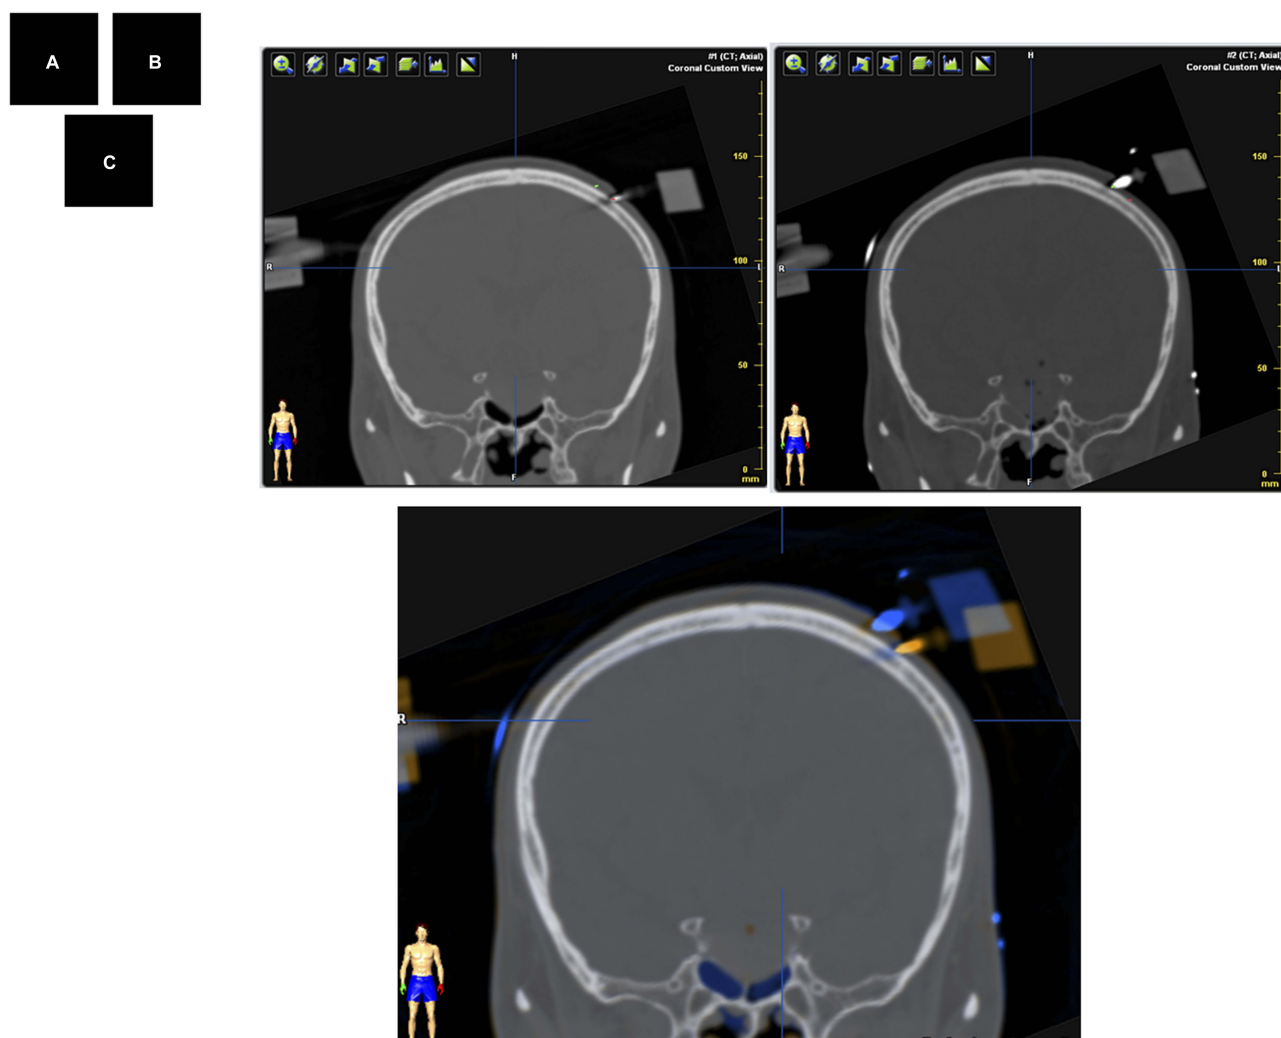 A
B
C
H
#1 (CT; Axial)
Coronal Custom View
150
100
50
0
mm
R
L
F
H
#2 (CT; Axial)
Coronal Custom View
150
100
50
0
mm
R
L
F
R